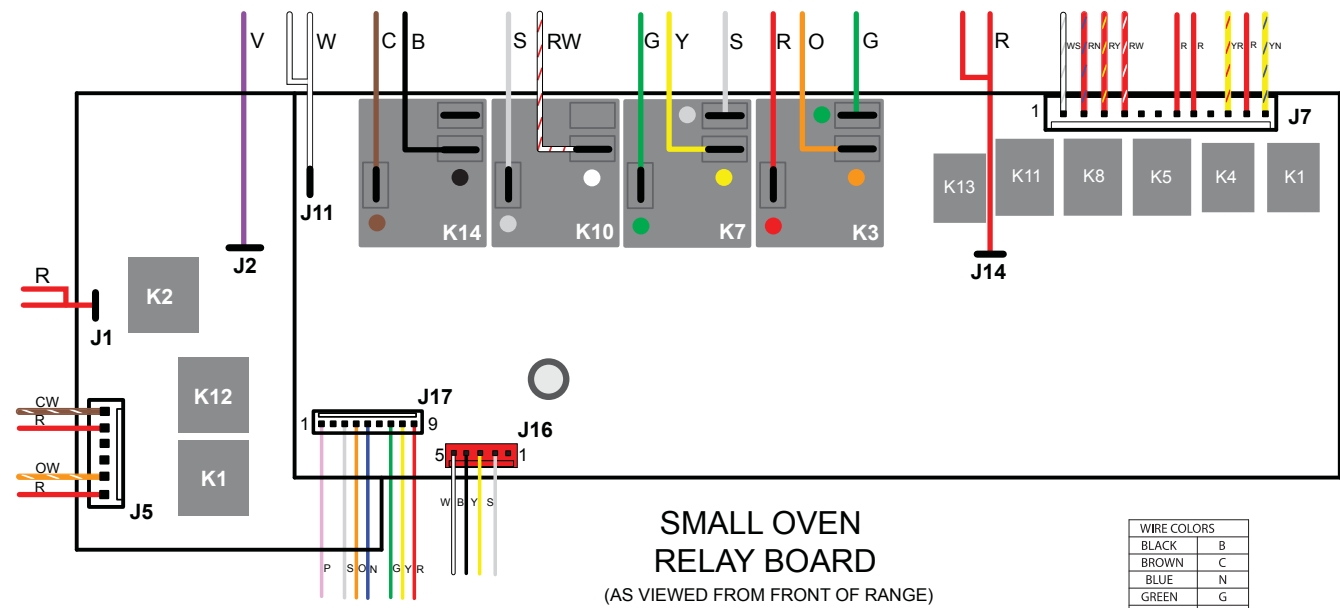 V W C B S RW G Y S R O G R WS RN RY RW R R YR R YN
1 J7
K13 K11 K8 K5 K4 K1
J11
K14 K10 K7 K3
J2
J14
R
K2
J1
K12
J17
CW
1 9
R
J16
5 1
OW
K1
R
J5
W B Y S
P S O N G Y R
SMALL OVEN
RELAY BOARD
(AS VIEWED FROM FRONT OF RANGE)
WIRE COLORS
BLACK B
BROWN C
BLUE N
GREEN G